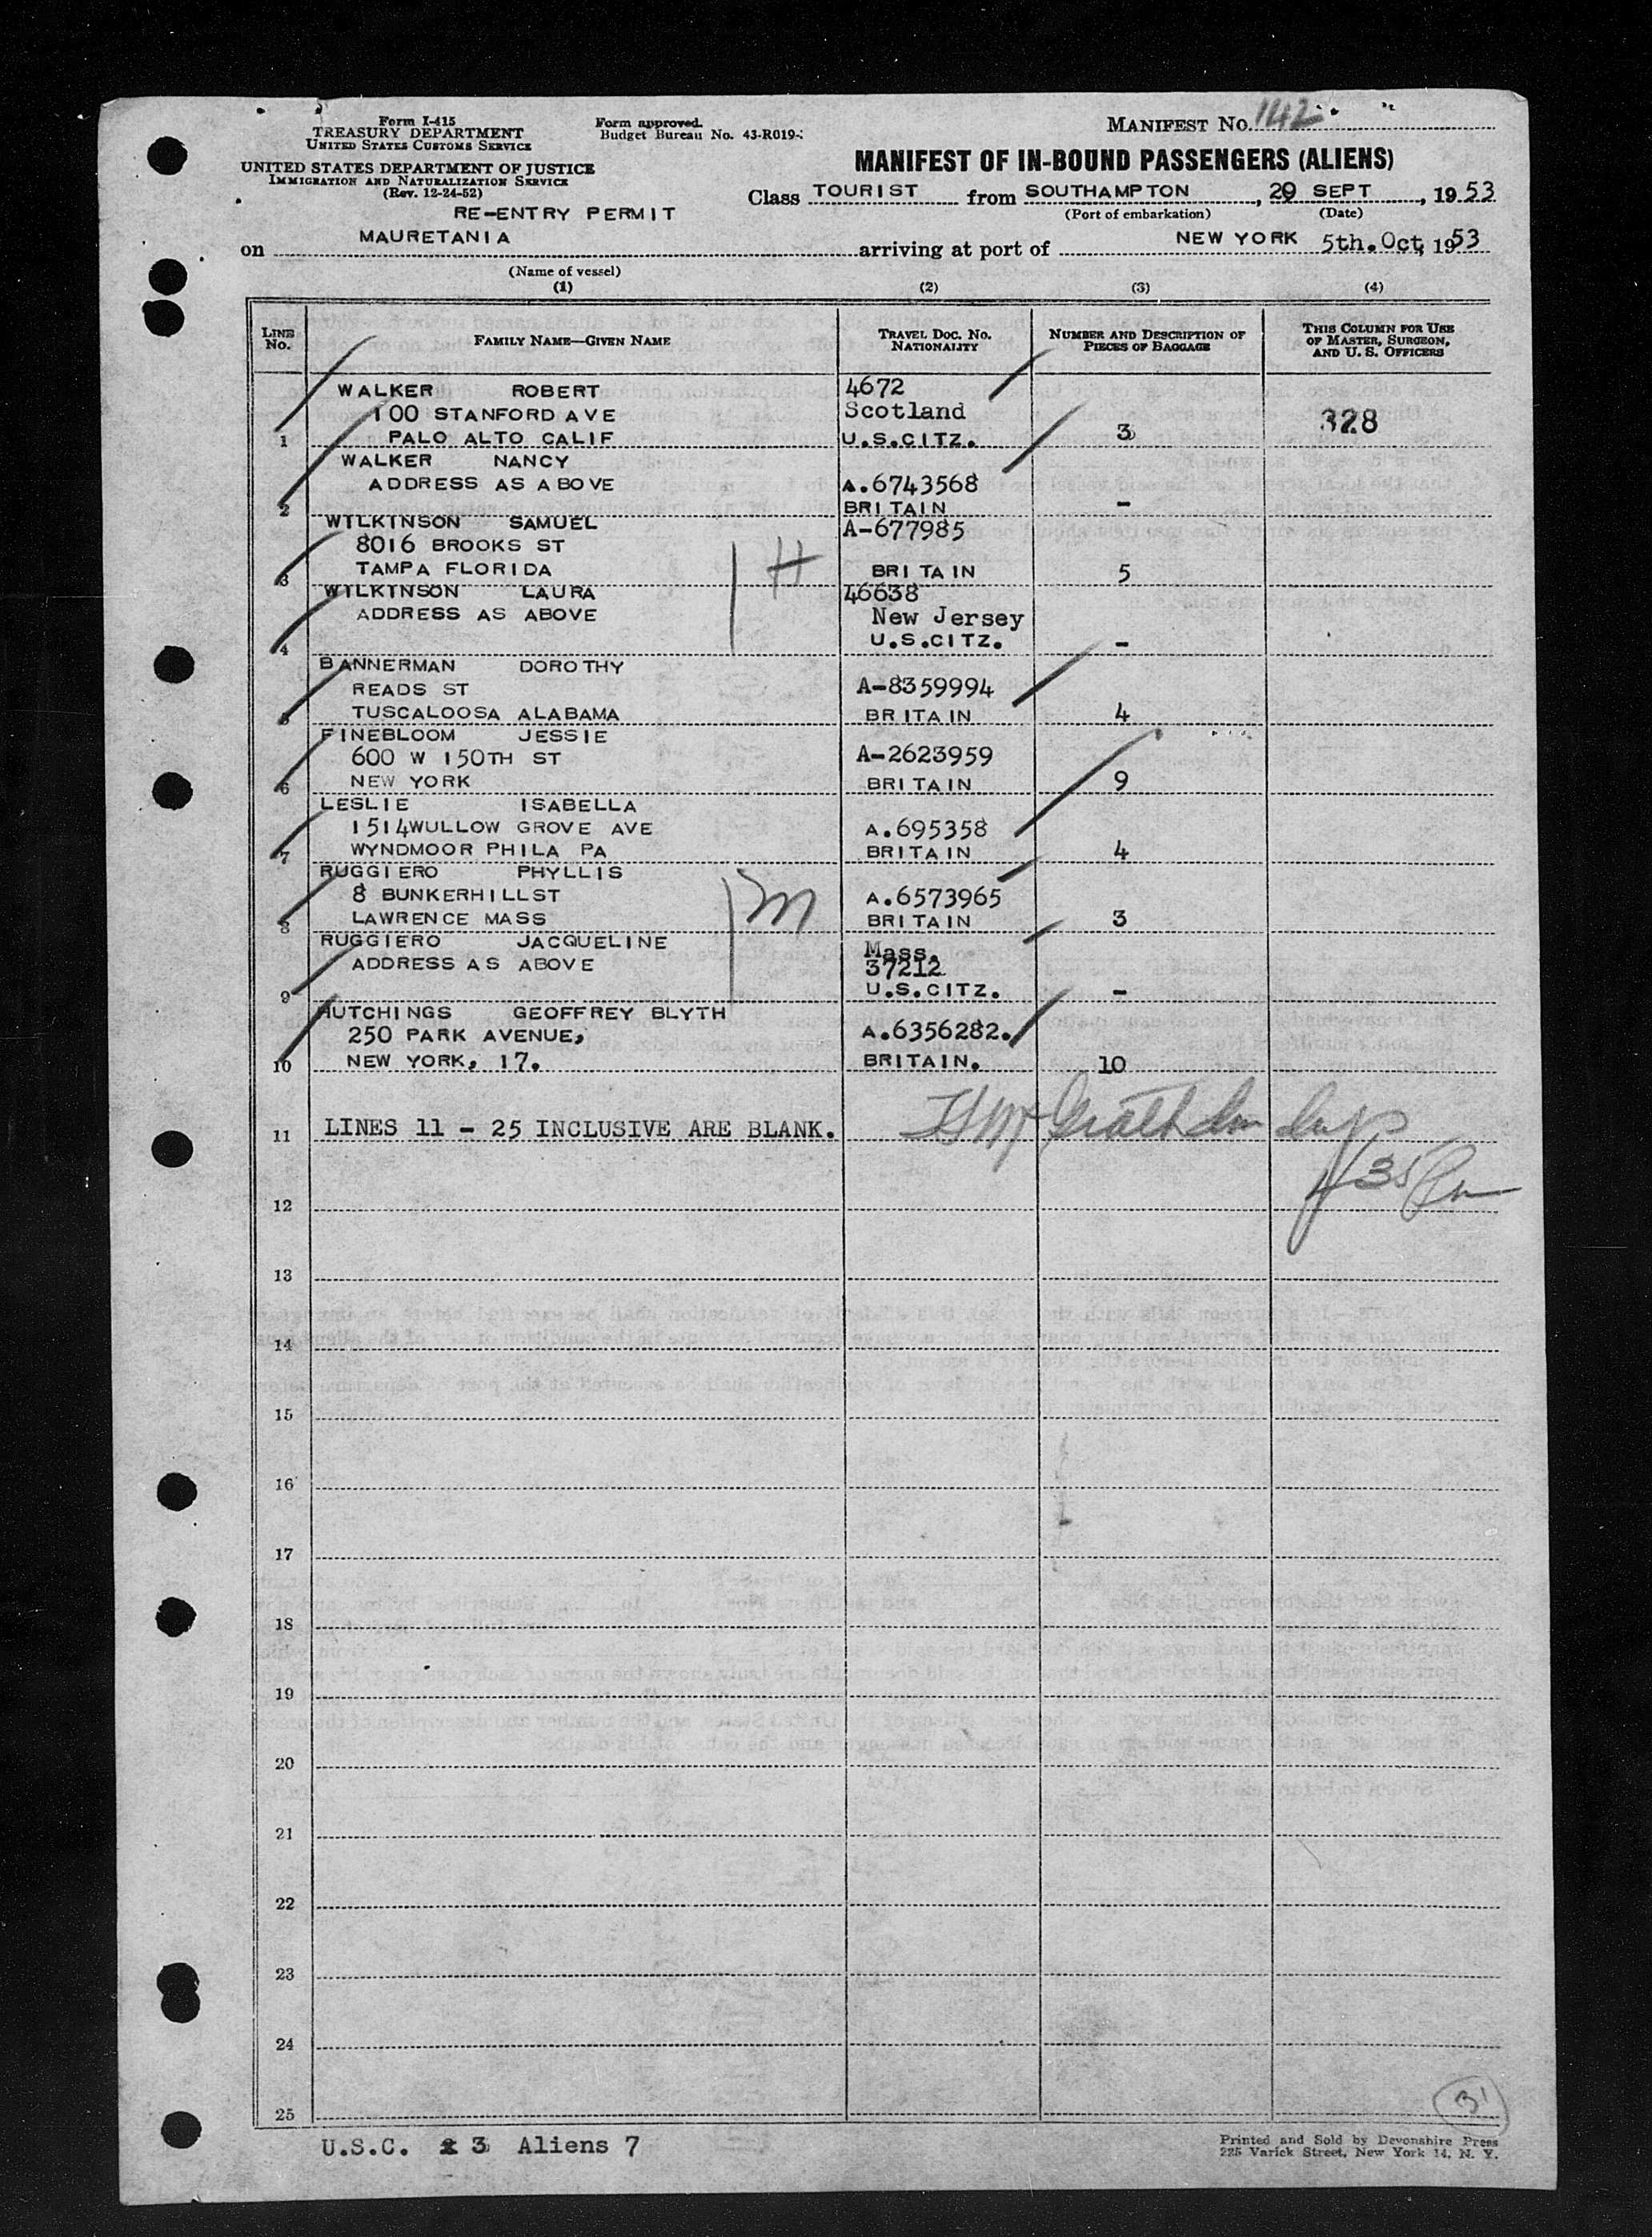 Form I-415
TREASURY DEPARTMENT
UNITED STATES CUSTOMS SERVICE
UNITED STATES DEPARTMENT OF JUSTICE
IMMIGRATION AND NATURALIZATION SERVICE
(Rev. 12-24-52)
Form approved.
Budget Bureau No. 43-R019-
MANIFEST No. 142
MANIFEST OF IN-BOUND PASSENGERS (ALIENS)
Class TOURIST from SOUTHAMPTON, 29 SEPT, 1953
(Port of embarkation) (Date)
RE-ENTRY PERMIT
on MAURETANIA arriving at port of NEW YORK 5th.Oct, 1953
(Name of vessel)
(1) (2) (3) (4)
LINE No. FAMILY NAME—GIVEN NAME TRAVEL DOC. NO. NATIONALITY NUMBER AND DESCRIPTION OF PIECES OF BAGGAGE THIS COLUMN FOR USE OF MASTER, SURGEON, AND U. S. OFFICERS
WALKER ROBERT 4672
100 STANFORD AVE Scotland 328
1 PALO ALTO CALIF U.S.CITZ. 3
WALKER NANCY
ADDRESS AS ABOVE A.6743568
2 BRITAIN -
WILKINSON SAMUEL A-677985
8016 BROOKS ST
3 TAMPA FLORIDA BRITAIN 5
H
WILKINSON LAURA 46638
ADDRESS AS ABOVE New Jersey
4 U.S.CITZ. -
BANNERMAN DOROTHY
READS ST A-8359994
5 TUSCALOOSA ALABAMA BRITAIN 4
FINEBLOOM JESSIE
600 W 150TH ST A-2623959
6 NEW YORK BRITAIN 9
LESLIE ISABELLA
1514WULLOW GROVE AVE A.695358
7 WYNDMOOR PHILA PA BRITAIN 4
RUGGIERO PHYLLIS
8 BUNKERHILLST A.6573965
8 LAWRENCE MASS BRITAIN 3
m
RUGGIERO JACQUELINE Mass.
ADDRESS AS ABOVE 37212
9 U.S.CITZ. -
HUTCHINGS GEOFFREY BLYTH
250 PARK AVENUE, A.6356282.
10 NEW YORK, 17. BRITAIN. 10
11 LINES 11 - 25 INCLUSIVE ARE BLANK.
12
13
14
15
16
17
18
19
20
21
22
23
24
25
31
U.S.C. 3 Aliens 7
Printed and Sold by Devonshire Press
225 Varick Street, New York 14, N. Y.